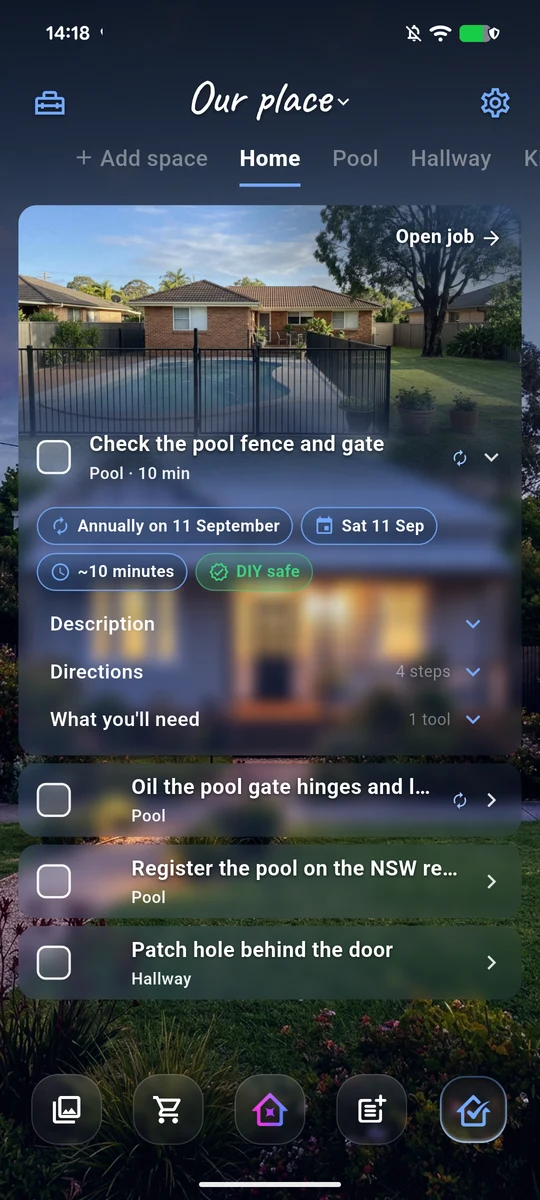 14:18
Our place
+ Add space Home Pool Hallway K
Open job →
Check the pool fence and gate
Pool · 10 min
Annually on 11 September
Sat 11 Sep
~10 minutes
DIY safe
Description
Directions 4 steps
What you'll need 1 tool
Oil the pool gate hinges and l...
Pool
Register the pool on the NSW re...
Pool
Patch hole behind the door
Hallway